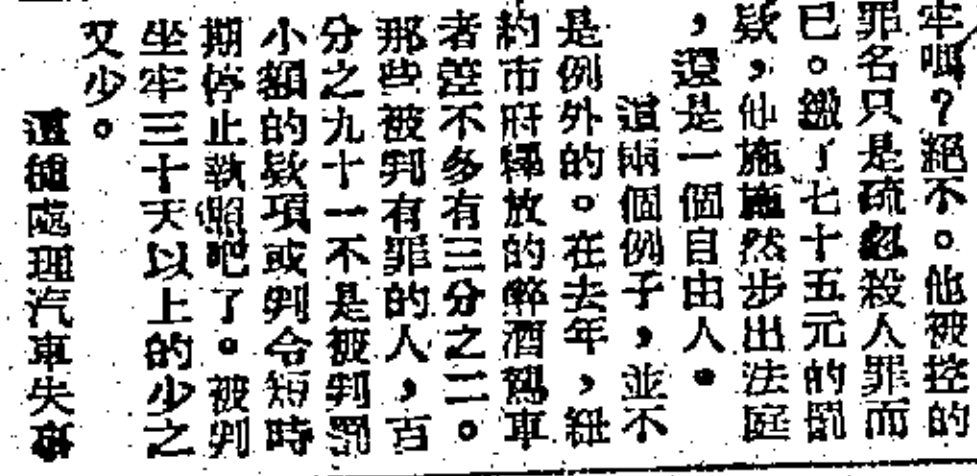 牢嗎？絕不。他被控的
罪名只是硫忽殺人罪而
已。繳了七十五元的罰
欵，他施施然步出法庭
，還是一個自由人。
這兩個例子，並不
是例外的。在去年，紐
約市府釋放的醉酒駕車
者差不多有三分之二。
那些被判有罪的人，百
分之九十一不是被判罰
小額的欵項或判令短時
期停止執照吧了。被判
坐牢三十天以上的少之
又少。
這種處理汽車失事